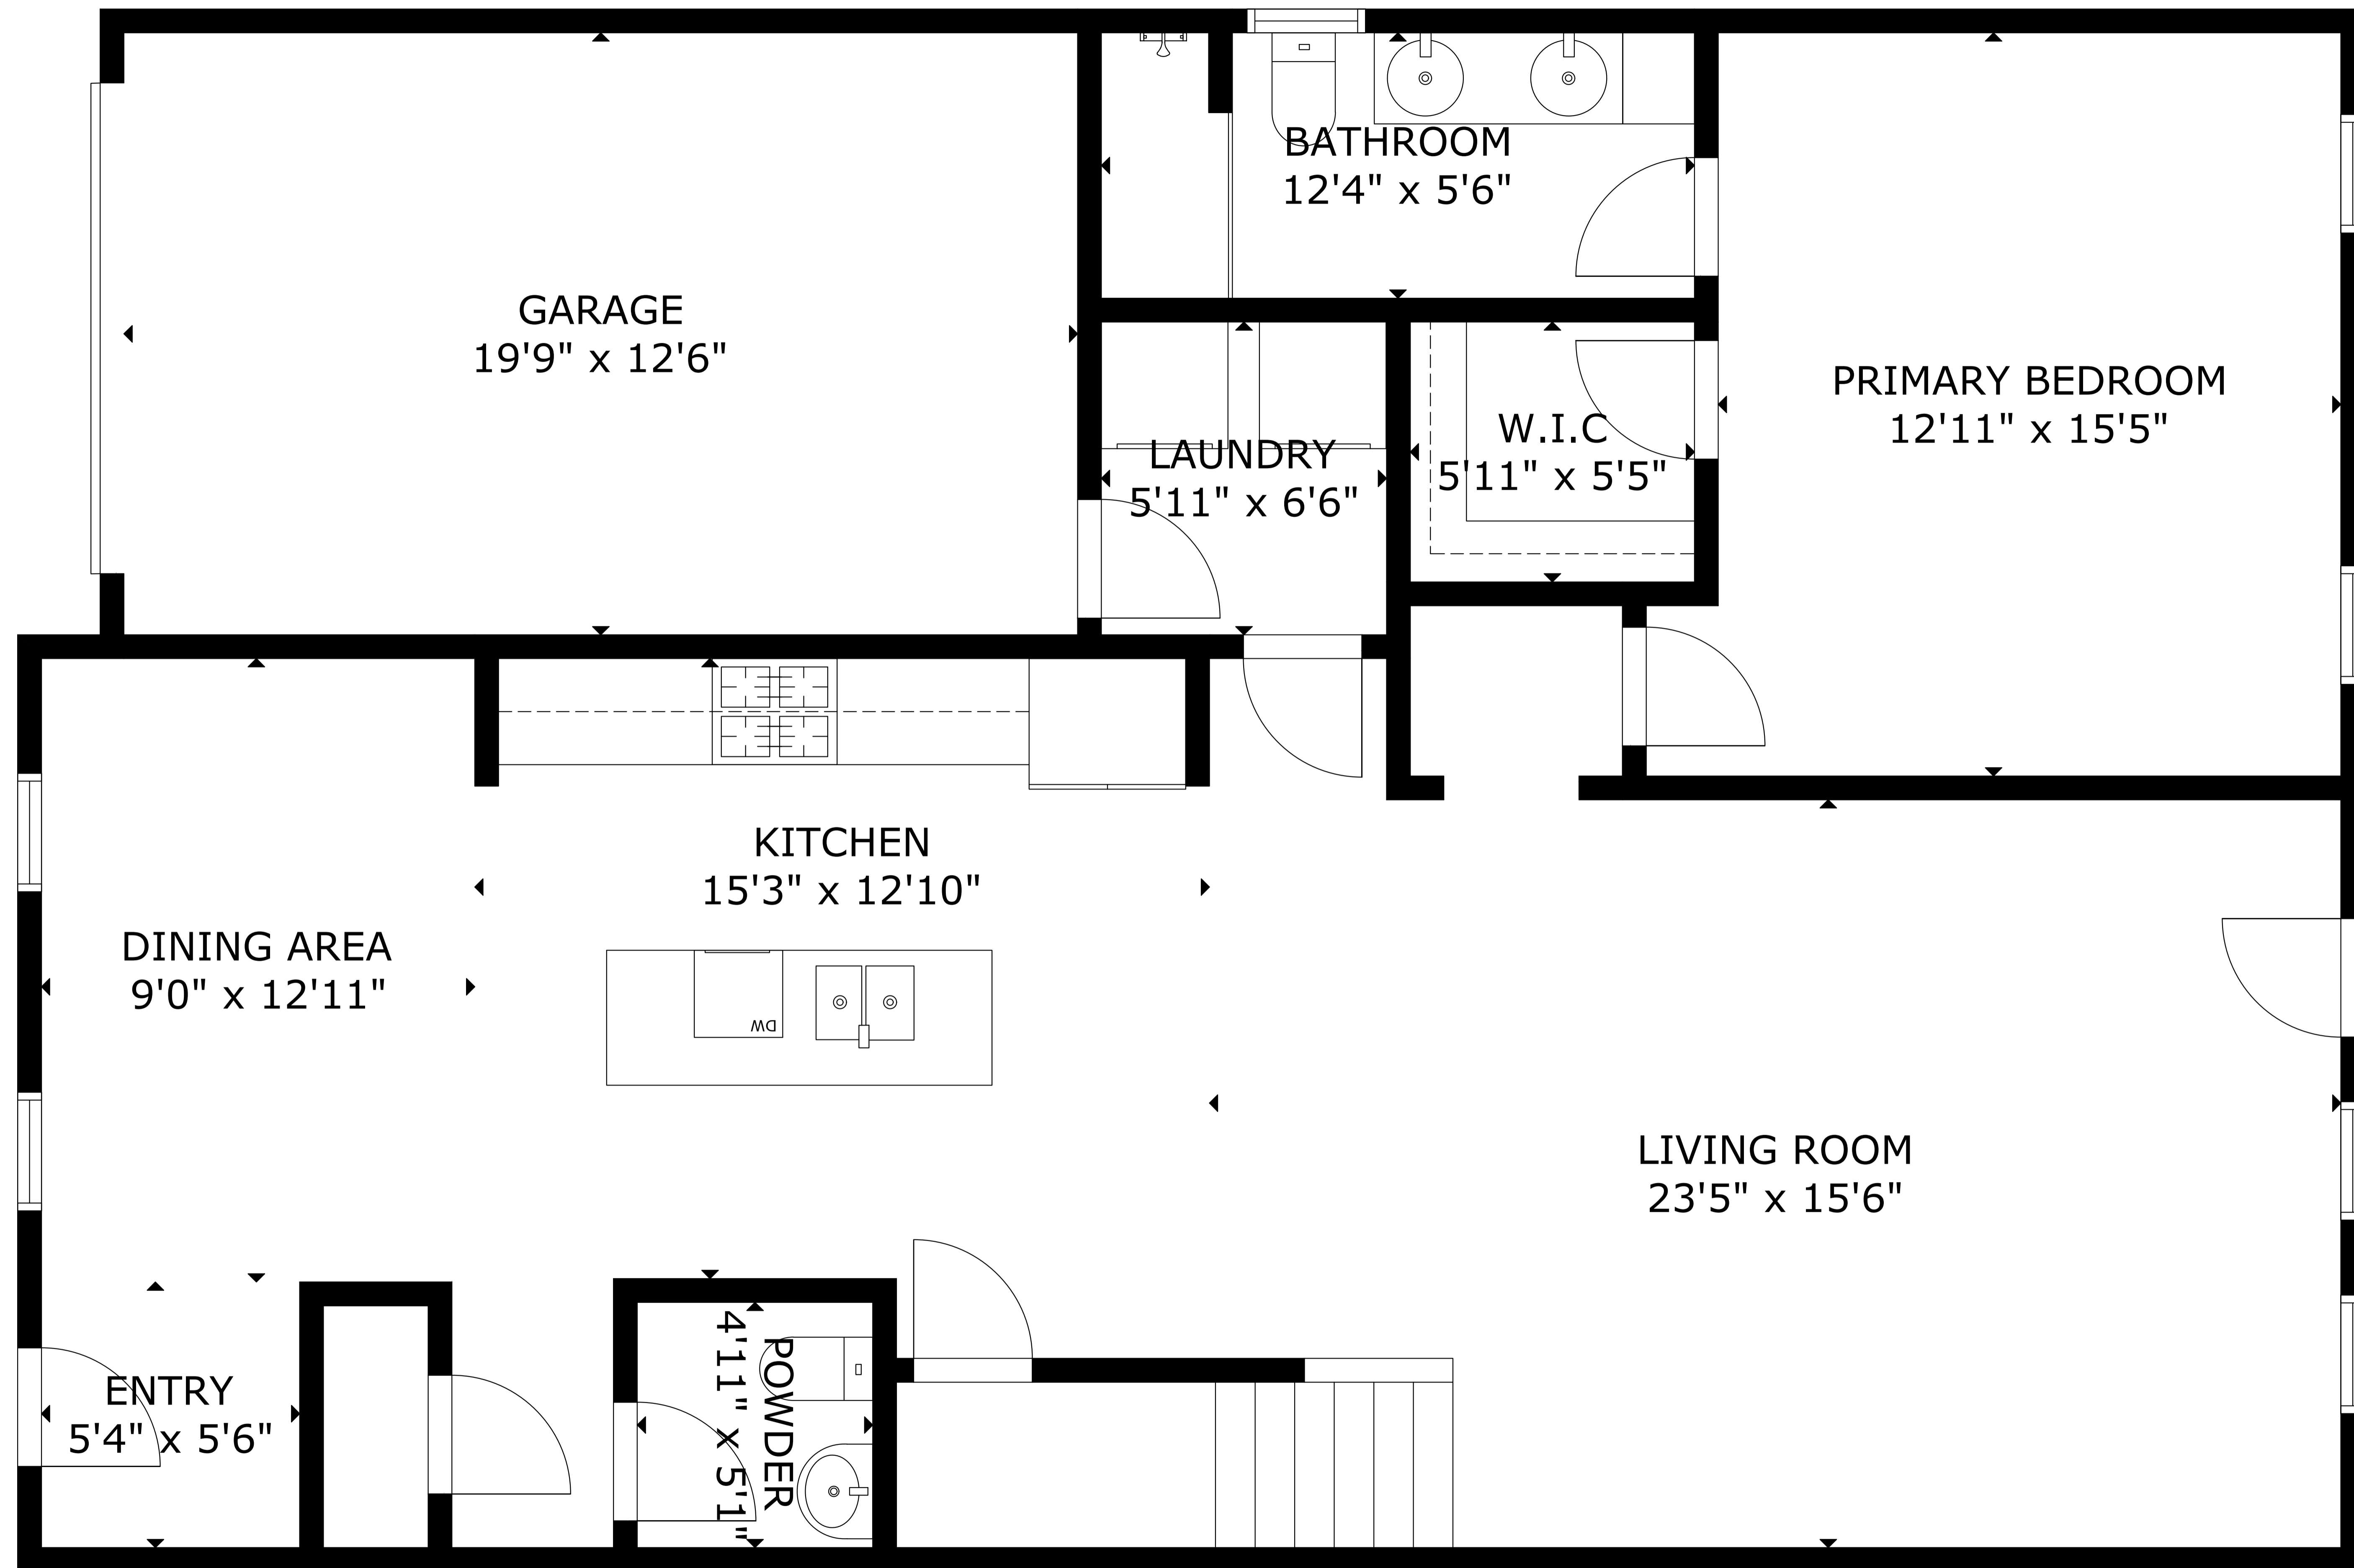 BATHROOM
12'4" x 5'6"
GARAGE
19'9" x 12'6"
PRIMARY BEDROOM
12'11" x 15'5"
W.I.C
5'11" x 5'5"
LAUNDRY
5'11" x 6'6"
KITCHEN
15'3" x 12'10"
DINING AREA
9'0" x 12'11"
DW
LIVING ROOM
23'5" x 15'6"
ENTRY
5'4" x 5'6"
POWDER
4'11" x 5'1"